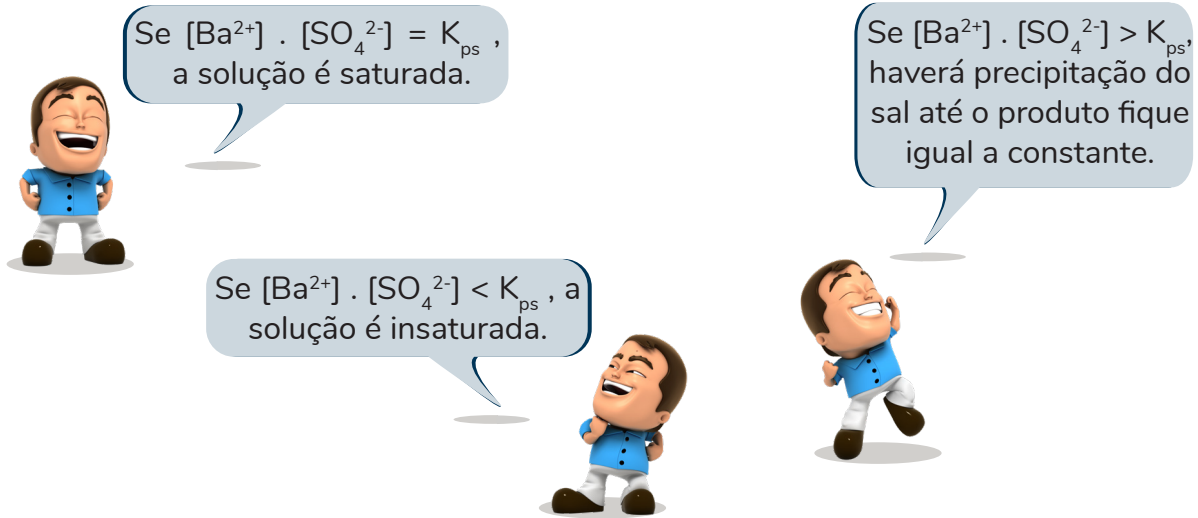 Se [Ba²⁺] . [SO₄²⁻] = Kₚₛ ,
a solução é saturada.
Se [Ba²⁺] . [SO₄²⁻] < Kₚₛ , a
solução é insaturada.
Se [Ba²⁺] . [SO₄²⁻] > Kₚₛ,
haverá precipitação do
sal até o produto fique
igual a constante.